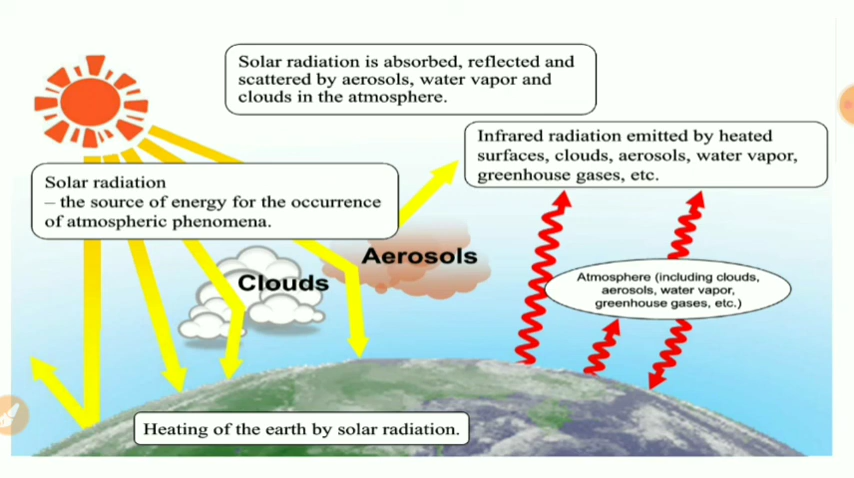 Solar radiation is absorbed, reflected and
scattered by aerosols, water vapor and
clouds in the atmosphere.
Infrared radiation emitted by heated
surfaces, clouds, aerosols, water vapor,
greenhouse gases, etc.
Solar radiation
– the source of energy for the occurrence
of atmospheric phenomena.
Aerosols
Clouds
Atmosphere (including clouds,
aerosols, water vapor,
greenhouse gases, etc.)
Heating of the earth by solar radiation.